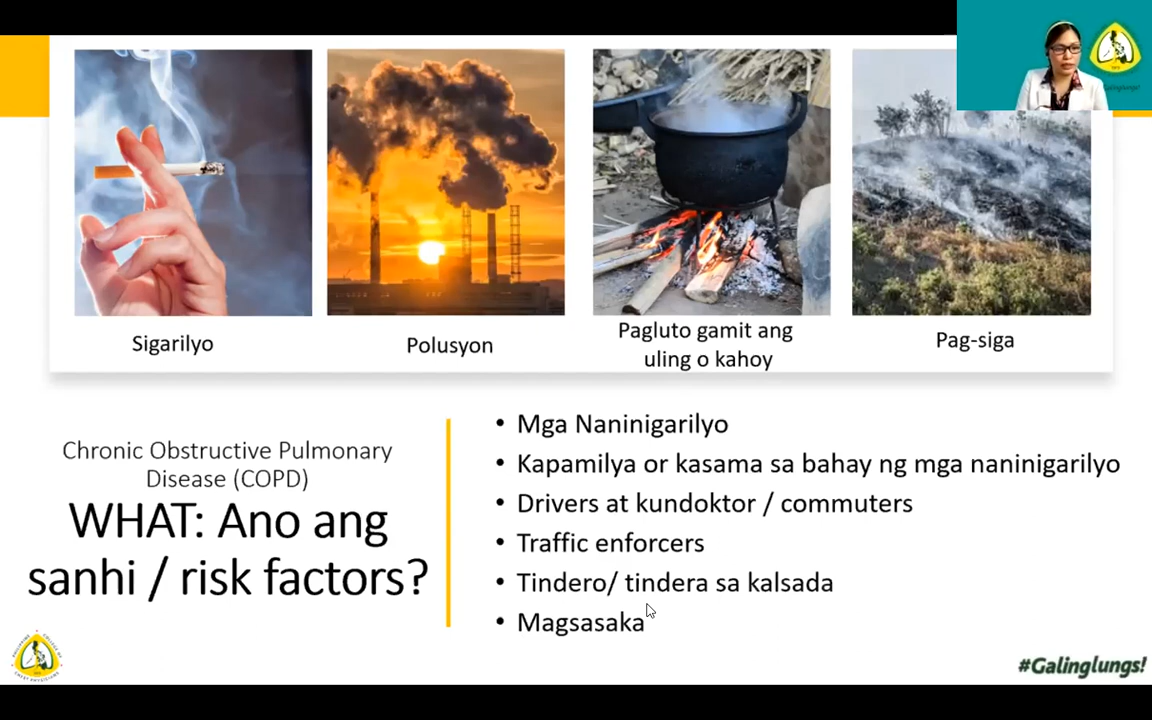 Galinglungs!
Sigarilyo
Polusyon
Pagluto gamit ang
uling o kahoy
Pag-siga
Chronic Obstructive Pulmonary
Disease (COPD)
WHAT: Ano ang
sanhi / risk factors?
• Mga Naninigarilyo
• Kapamilya or kasama sa bahay ng mga naninigarilyo
• Drivers at kundoktor / commuters
• Traffic enforcers
• Tindero/ tindera sa kalsada
• Magsasaka
#Galinglungs!